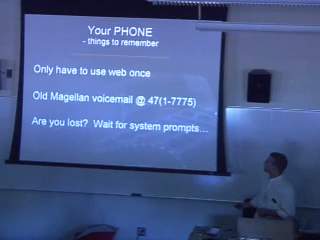 Your PHONE
- things to remember
Only have to use web once
Old Magellan voicemail @ 47(1-7775)
Are you lost? Wait for system prompts...